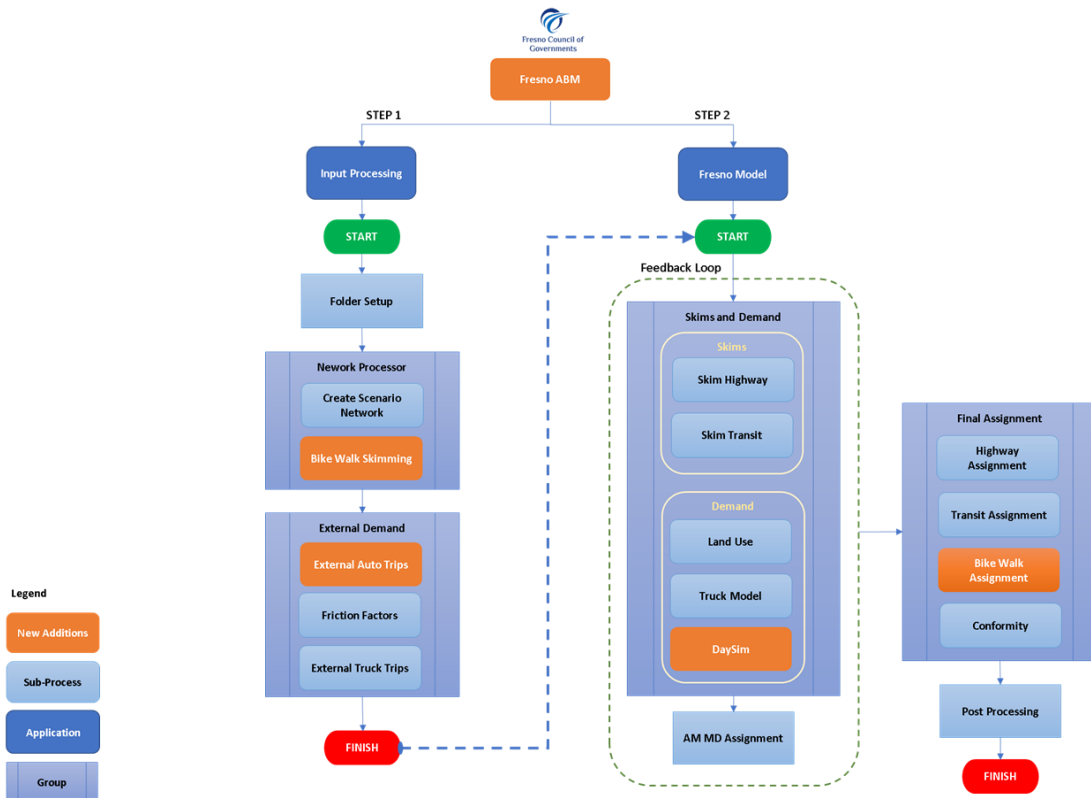 Fresno Council of
Governments
Fresno ABM
STEP 1
STEP 2
Input Processing
Fresno Model
START
START
Folder Setup
Feedback Loop
Nework Processor
Create Scenario
Network
Bike Walk Skimming
External Demand
External Auto Trips
Friction Factors
External Truck Trips
FINISH
Skims and Demand
Skims
Skim Highway
Skim Transit
Demand
Land Use
Truck Model
DaySim
AM MD Assignment
Final Assignment
Highway
Assignment
Transit Assignment
Bike Walk
Assignment
Conformity
Post Processing
FINISH
Legend
New Additions
Sub-Process
Application
Group